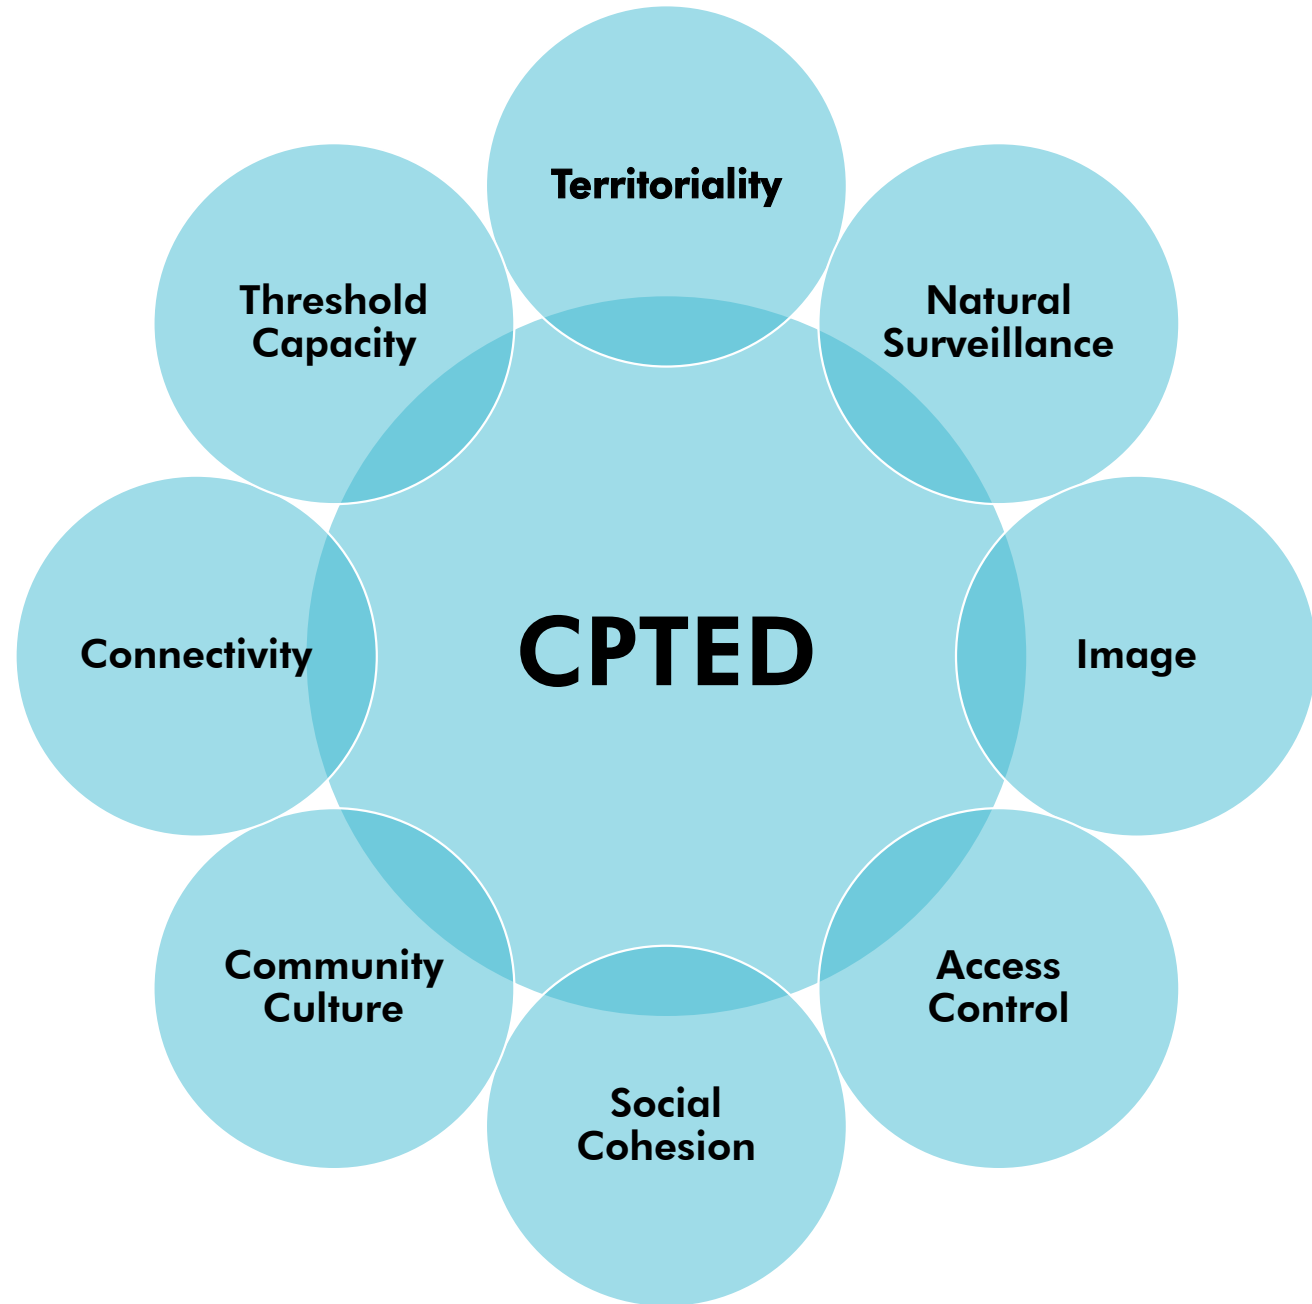 Territoriality
Threshold
Capacity
Natural
Surveillance
Connectivity
CPTED
Image
Community
Culture
Access
Control
Social
Cohesion